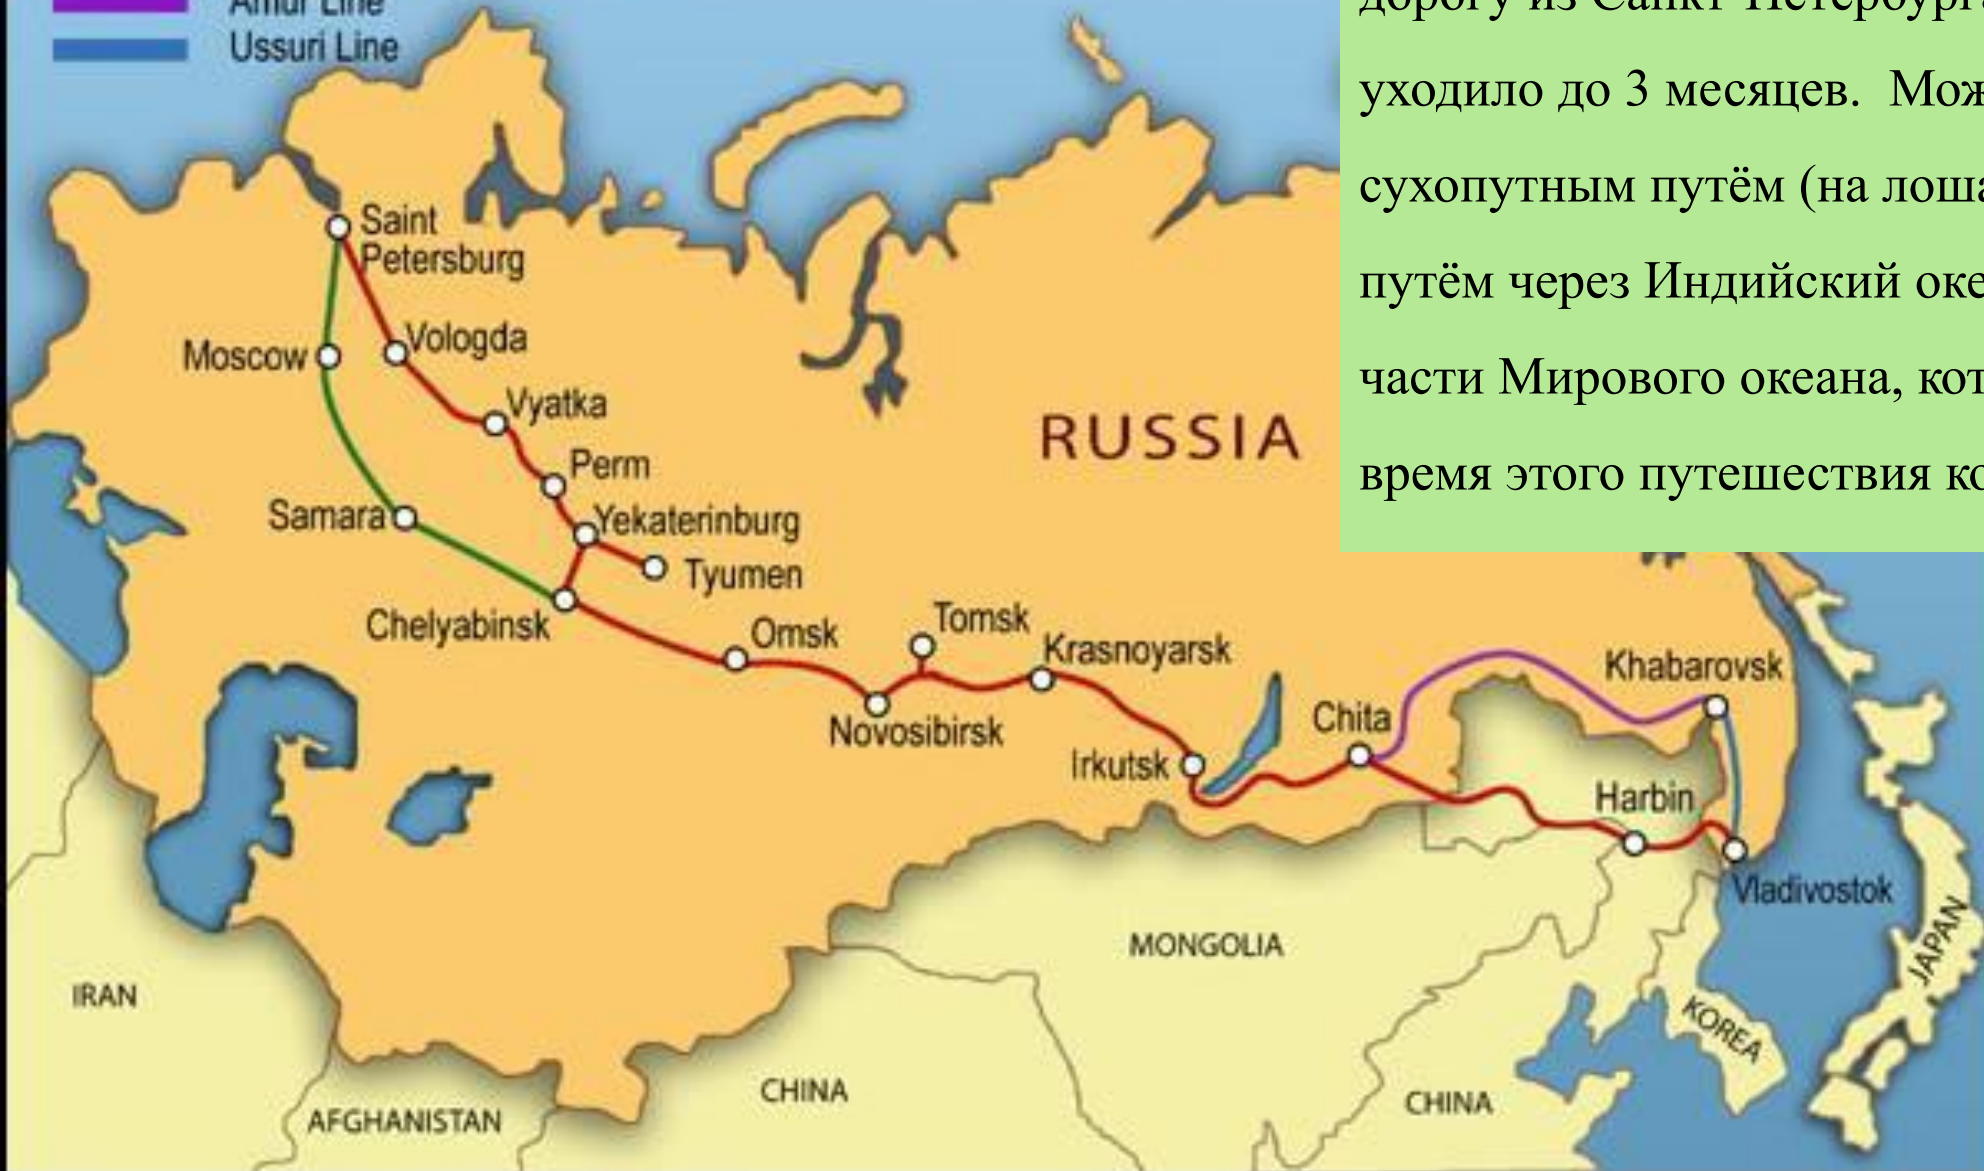 Amur Line
Ussuri Line
дорогу из Санкт-Петербурга
уходило до 3 месяцев. Мож
сухопутным путём (на лоша
путём через Индийский оке
части Мирового океана, кот
время этого путешествия ко
Saint
Petersburg
Moscow
Vologda
Vyatka
RUSSIA
Perm
Samara
Yekaterinburg
Tyumen
Chelyabinsk
Omsk
Tomsk
Krasnoyarsk
Khabarovsk
Novosibirsk
Chita
Irkutsk
Harbin
Vladivostok
MONGOLIA
JAPAN
IRAN
KOREA
CHINA
CHINA
AFGHANISTAN